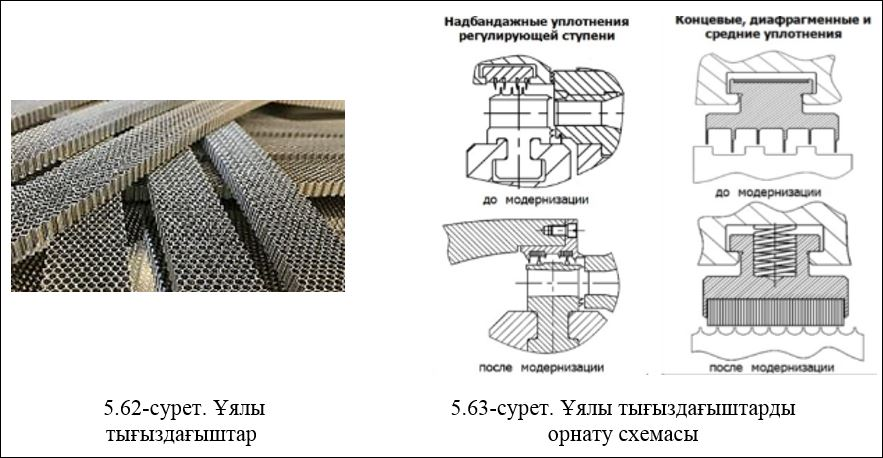 Надбандажные уплотнения
регулирующей ступени
до модернизации
после модернизации
Концевые, диафрагменные и
средние уплотнения
до модернизации
после модернизации
5.62-сурет. Ұялы
тығыздағыштар
5.63-сурет. Ұялы тығыздағыштарды
орнату схемасы